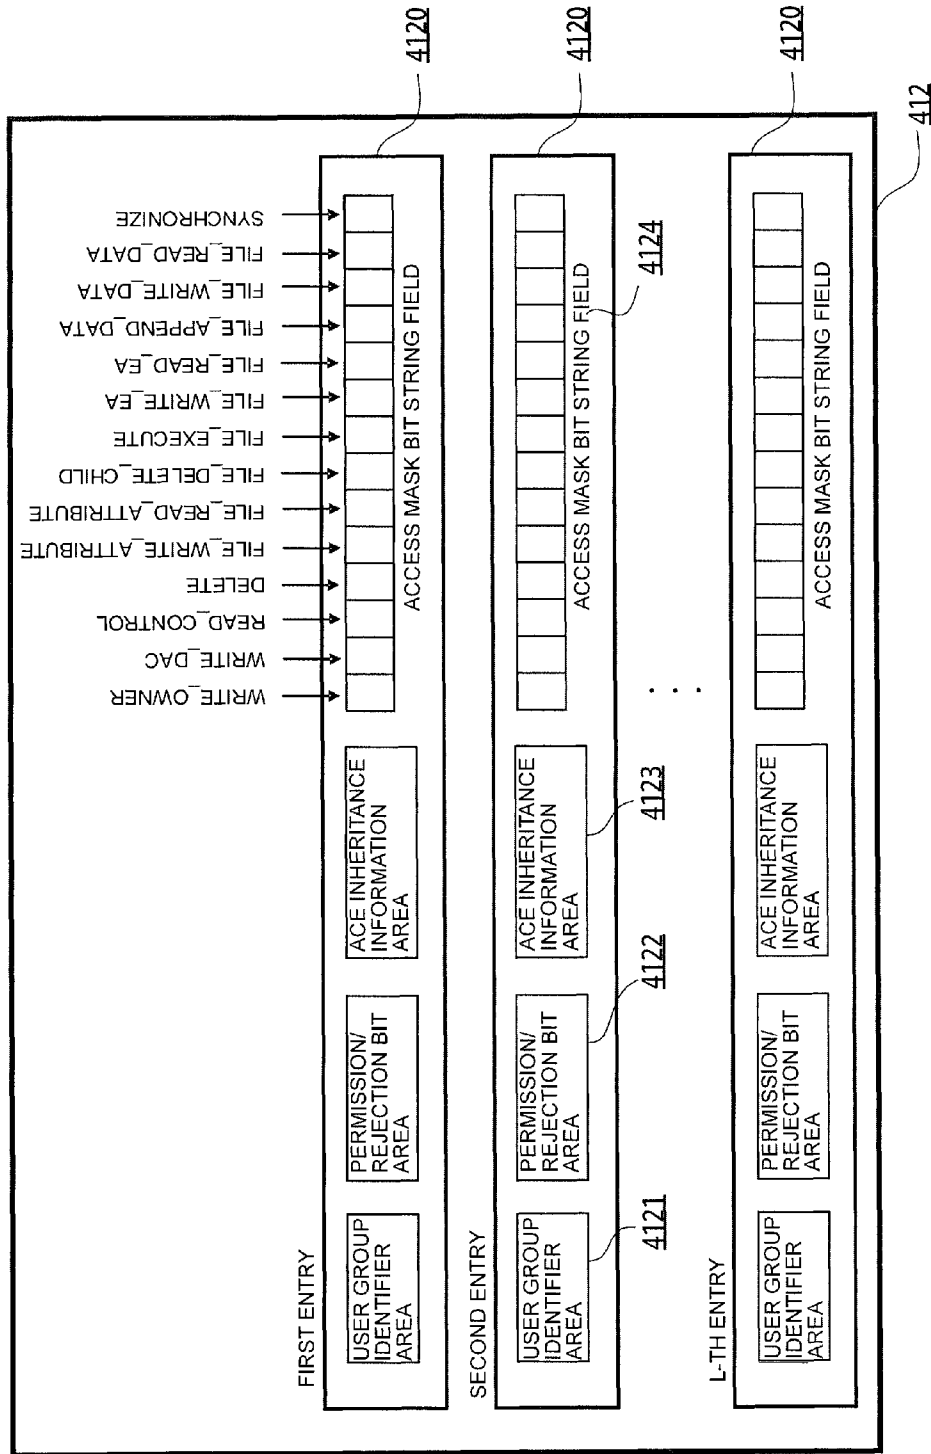 WRITE_OWNER
WRITE_DAC
READ_CONTROL
DELETE
FILE_WRITE_ATTRIBUTE
FILE_READ_ATTRIBUTE
FILE_DELETE_CHILD
FILE_EXECUTE
FILE_WRITE_EA
FILE_READ_EA
FILE_APPEND_DATA
FILE_WRITE_DATA
FILE_READ_DATA
SYNCHRONIZE
FIRST ENTRY
USER GROUP
IDENTIFIER
AREA
PERMISSION/
REJECTION BIT
AREA
ACE INHERITANCE
INFORMATION
AREA
ACCESS MASK BIT STRING FIELD
4120
SECOND ENTRY
USER GROUP
IDENTIFIER
AREA
PERMISSION/
REJECTION BIT
AREA
ACE INHERITANCE
INFORMATION
AREA
ACCESS MASK BIT STRING FIELD
4120
4121
4122
4123
4124
. . .
L-TH ENTRY
USER GROUP
IDENTIFIER
AREA
PERMISSION/
REJECTION BIT
AREA
ACE INHERITANCE
INFORMATION
AREA
ACCESS MASK BIT STRING FIELD
4120
412